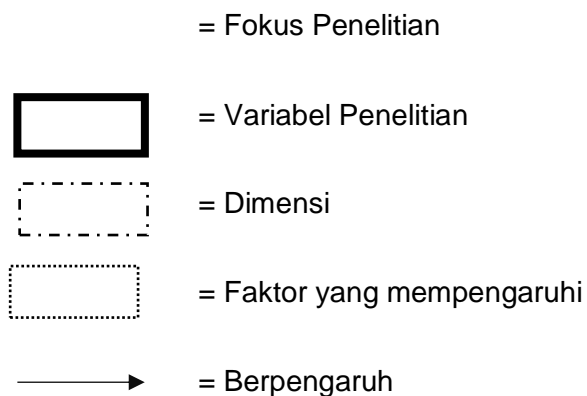 = Fokus Penelitian
= Variabel Penelitian
= Dimensi
= Faktor yang mempengaruhi
= Berpengaruh